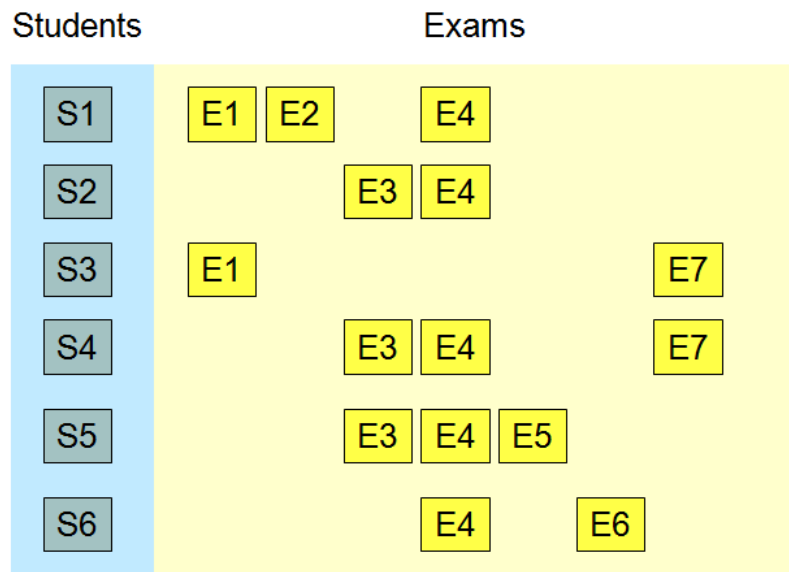 Students Exams
S1 E1 E2 E4
S2 E3 E4
S3 E1 E7
S4 E3 E4 E7
S5 E3 E4 E5
S6 E4 E6